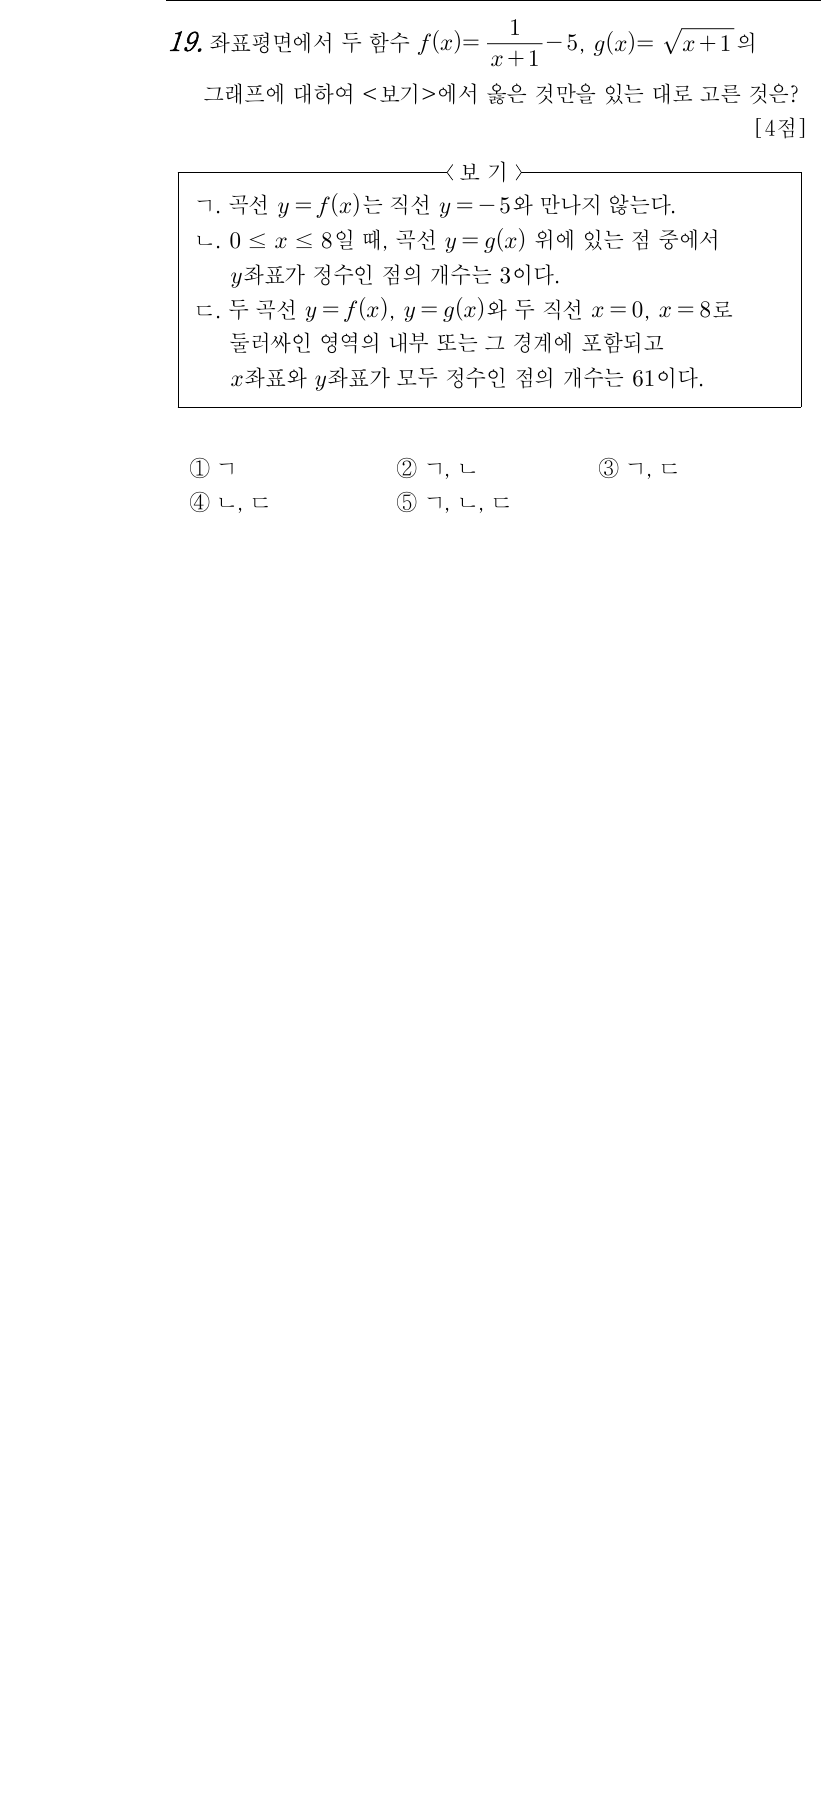 19. 좌표평면에서 두 함수 f(x)= 1/(x+1) −5, g(x)= √(x+1) 의
그래프에 대하여 <보기>에서 옳은 것만을 있는 대로 고른 것은?
[4점]
〈 보 기 〉
ㄱ. 곡선 y=f(x)는 직선 y=−5와 만나지 않는다.
ㄴ. 0 ≤ x ≤ 8일 때, 곡선 y=g(x) 위에 있는 점 중에서
y좌표가 정수인 점의 개수는 3이다.
ㄷ. 두 곡선 y=f(x), y=g(x)와 두 직선 x=0, x=8로
둘러싸인 영역의 내부 또는 그 경계에 포함되고
x좌표와 y좌표가 모두 정수인 점의 개수는 61이다.
① ㄱ ② ㄱ, ㄴ ③ ㄱ, ㄷ
④ ㄴ, ㄷ ⑤ ㄱ, ㄴ, ㄷ